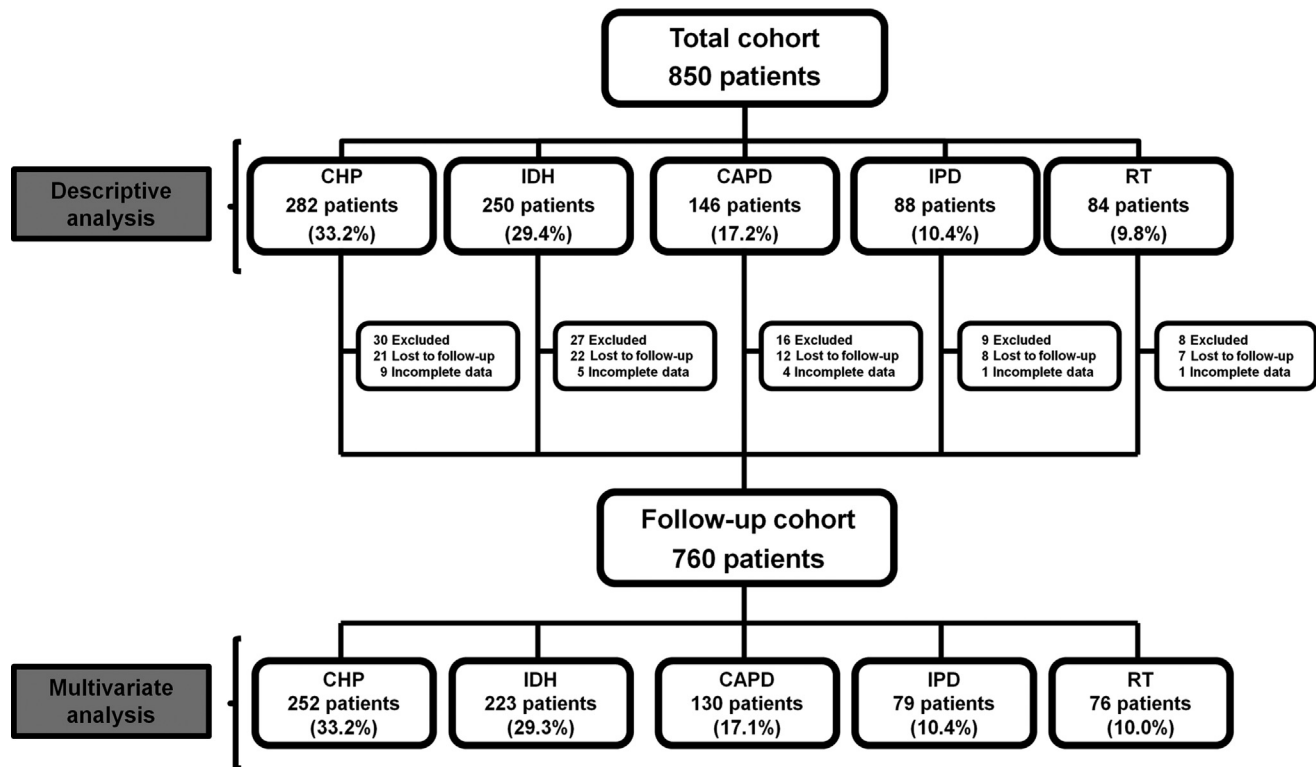 Total cohort
850 patients
Descriptive
analysis
CHP
282 patients
(33.2%)
IDH
250 patients
(29.4%)
CAPD
146 patients
(17.2%)
IPD
88 patients
(10.4%)
RT
84 patients
(9.8%)
30 Excluded
21 Lost to follow-up
9 Incomplete data
27 Excluded
22 Lost to follow-up
5 Incomplete data
16 Excluded
12 Lost to follow-up
4 Incomplete data
9 Excluded
8 Lost to follow-up
1 Incomplete data
8 Excluded
7 Lost to follow-up
1 Incomplete data
Follow-up cohort
760 patients
Multivariate
analysis
CHP
252 patients
(33.2%)
IDH
223 patients
(29.3%)
CAPD
130 patients
(17.1%)
IPD
79 patients
(10.4%)
RT
76 patients
(10.0%)